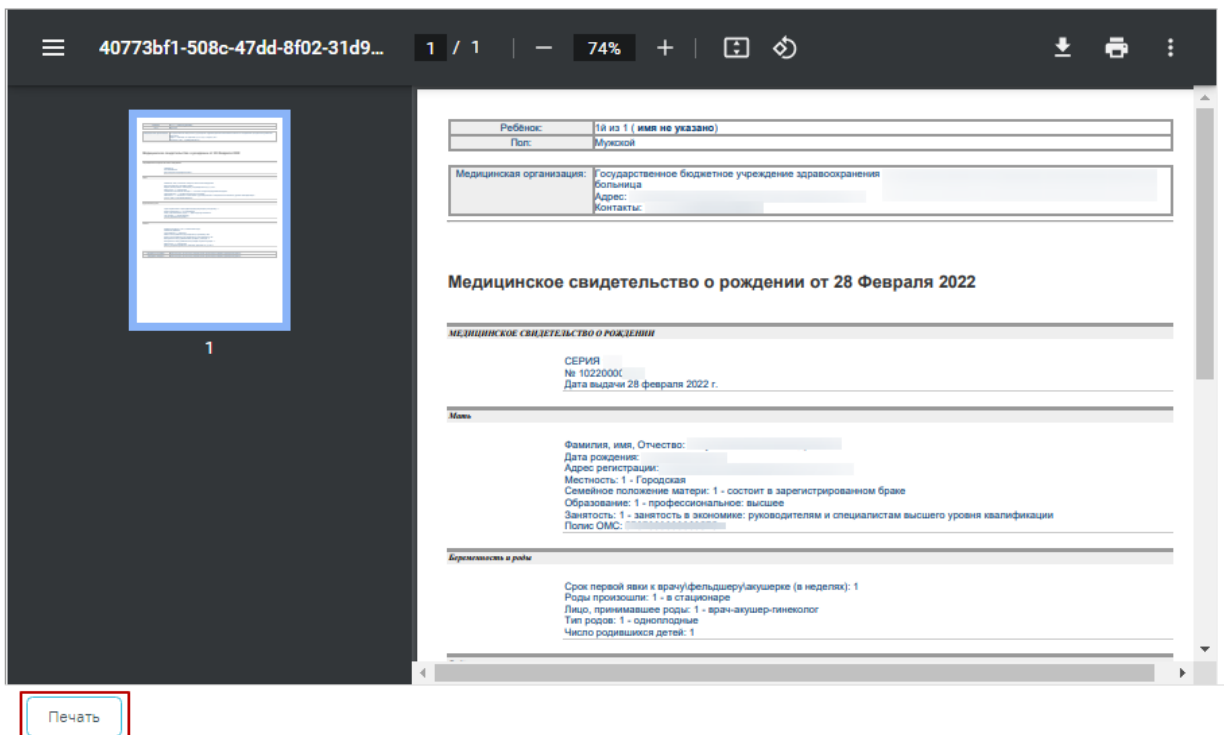 40773bf1-508c-47dd-8f02-31d9...
1 / 1
74%
1
Ребёнок: 1й из 1 ( имя не указано)
Пол: Мужской
Медицинская организация: Государственное бюджетное учреждение здравоохранения
больница
Адрес:
Контакты:
Медицинское свидетельство о рождении от 28 Февраля 2022
МЕДИЦИНСКОЕ СВИДЕТЕЛЬСТВО О РОЖДЕНИИ
СЕРИЯ
№ 1022000
Дата выдачи 28 февраля 2022 г.
Мать
Фамилия, имя, Отчество:
Дата рождения:
Адрес регистрации:
Местность: 1 - Городская
Семейное положение матери: 1 - состоит в зарегистрированном браке
Образование: 1 - профессиональное: высшее
Занятость: 1 - занятость в экономике: руководителям и специалистам высшего уровня квалификации
Полис ОМС:
Беременность и роды
Срок первой явки к врачу\фельдшеру\акушерке (в неделях): 1
Роды произошли: 1 - в стационаре
Лицо, принимавшее роды: 1 - врач-акушер-гинеколог
Тип родов: 1 - одноплодные
Число родившихся детей: 1
Печать